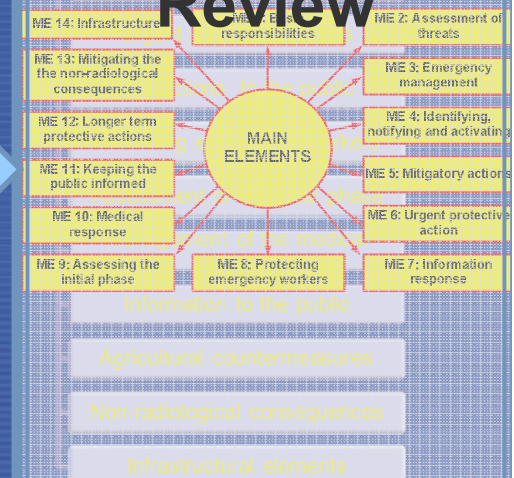 Review
ME 14: Infrastructure
responsibilities
ME 2: Assessment of
threats
ME 13: Mitigating the
the non-radiological
consequences
ME 3: Emergency
management
ME 12: Longer term
protective actions
MAIN
ELEMENTS
ME 4: Identifying,
notifying and activating
ME 11: Keeping the
public informed
ME 5: Mitigatory actions
ME 10: Medical
response
ME 6: Urgent protective
action
ME 9: Assessing the
initial phase
ME 8: Protecting
emergency workers
ME 7: Information
response
Information to the public
Agricultural countermeasures
Non-radiological consequences
Infrastructural elements